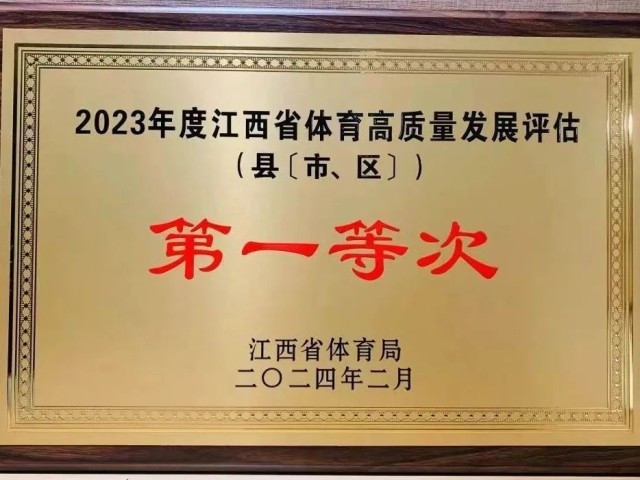 2023年度江西省体育高质量发展评估
（县〔市、区〕）
第一等次
江西省体育局
二〇二四年二月